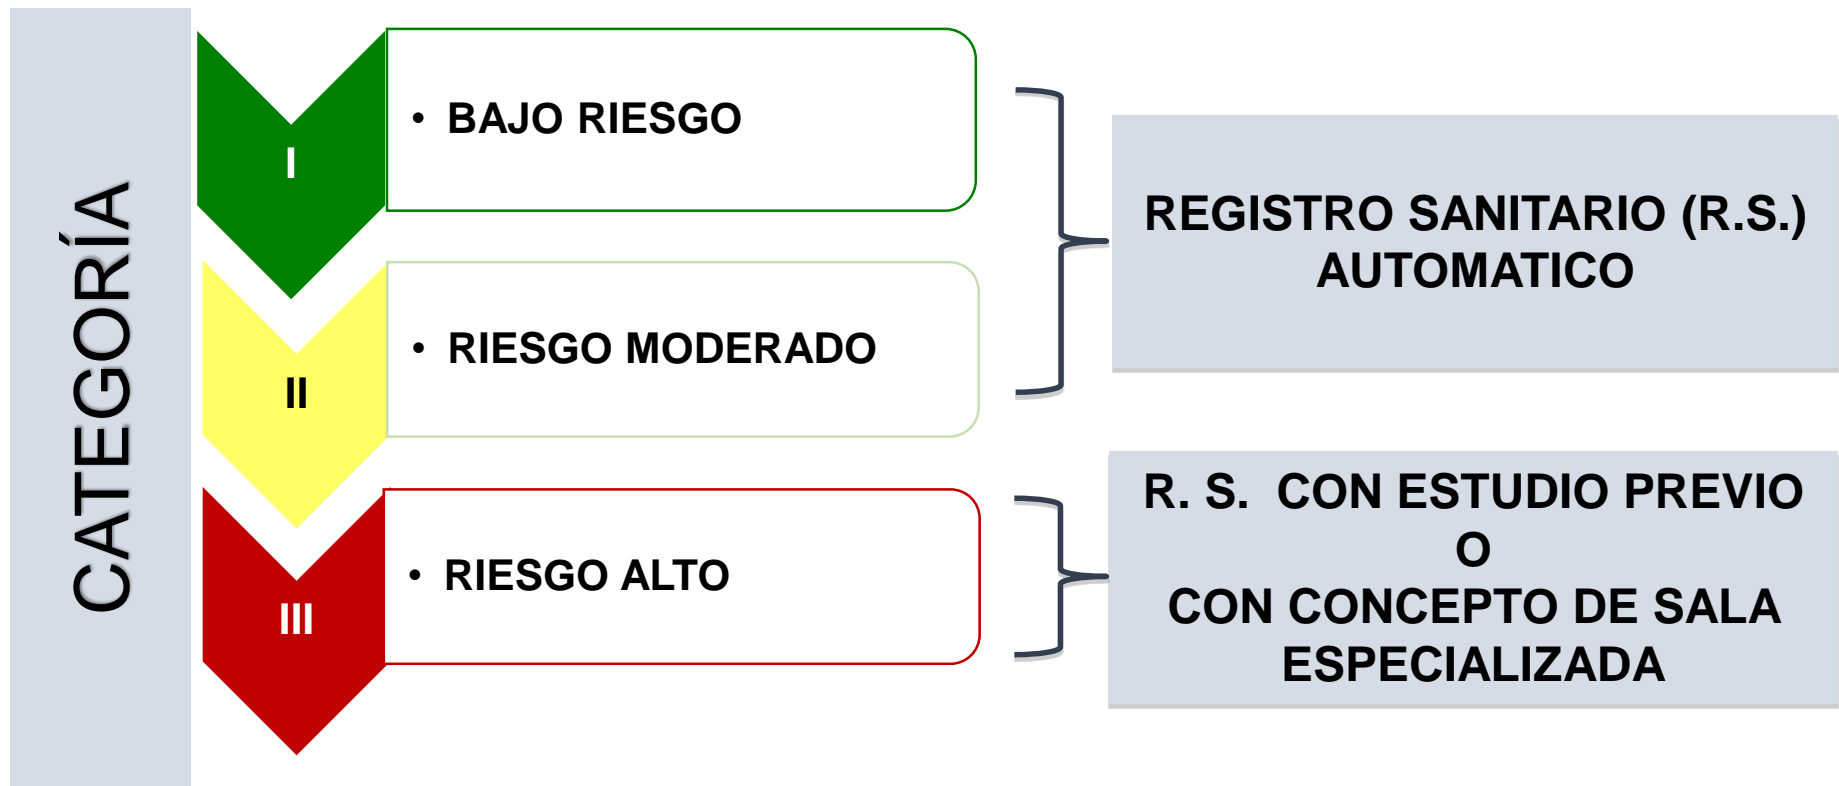 CATEGORÍA
I
• BAJO RIESGO
II
• RIESGO MODERADO
III
• RIESGO ALTO
REGISTRO SANITARIO (R.S.)
AUTOMATICO
R. S. CON ESTUDIO PREVIO
O
CON CONCEPTO DE SALA
ESPECIALIZADA